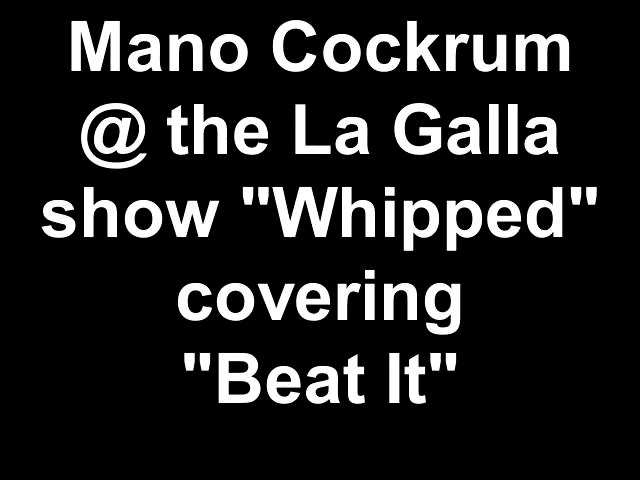 Mano Cockrum
@ the La Galla
show "Whipped"
covering
"Beat It"